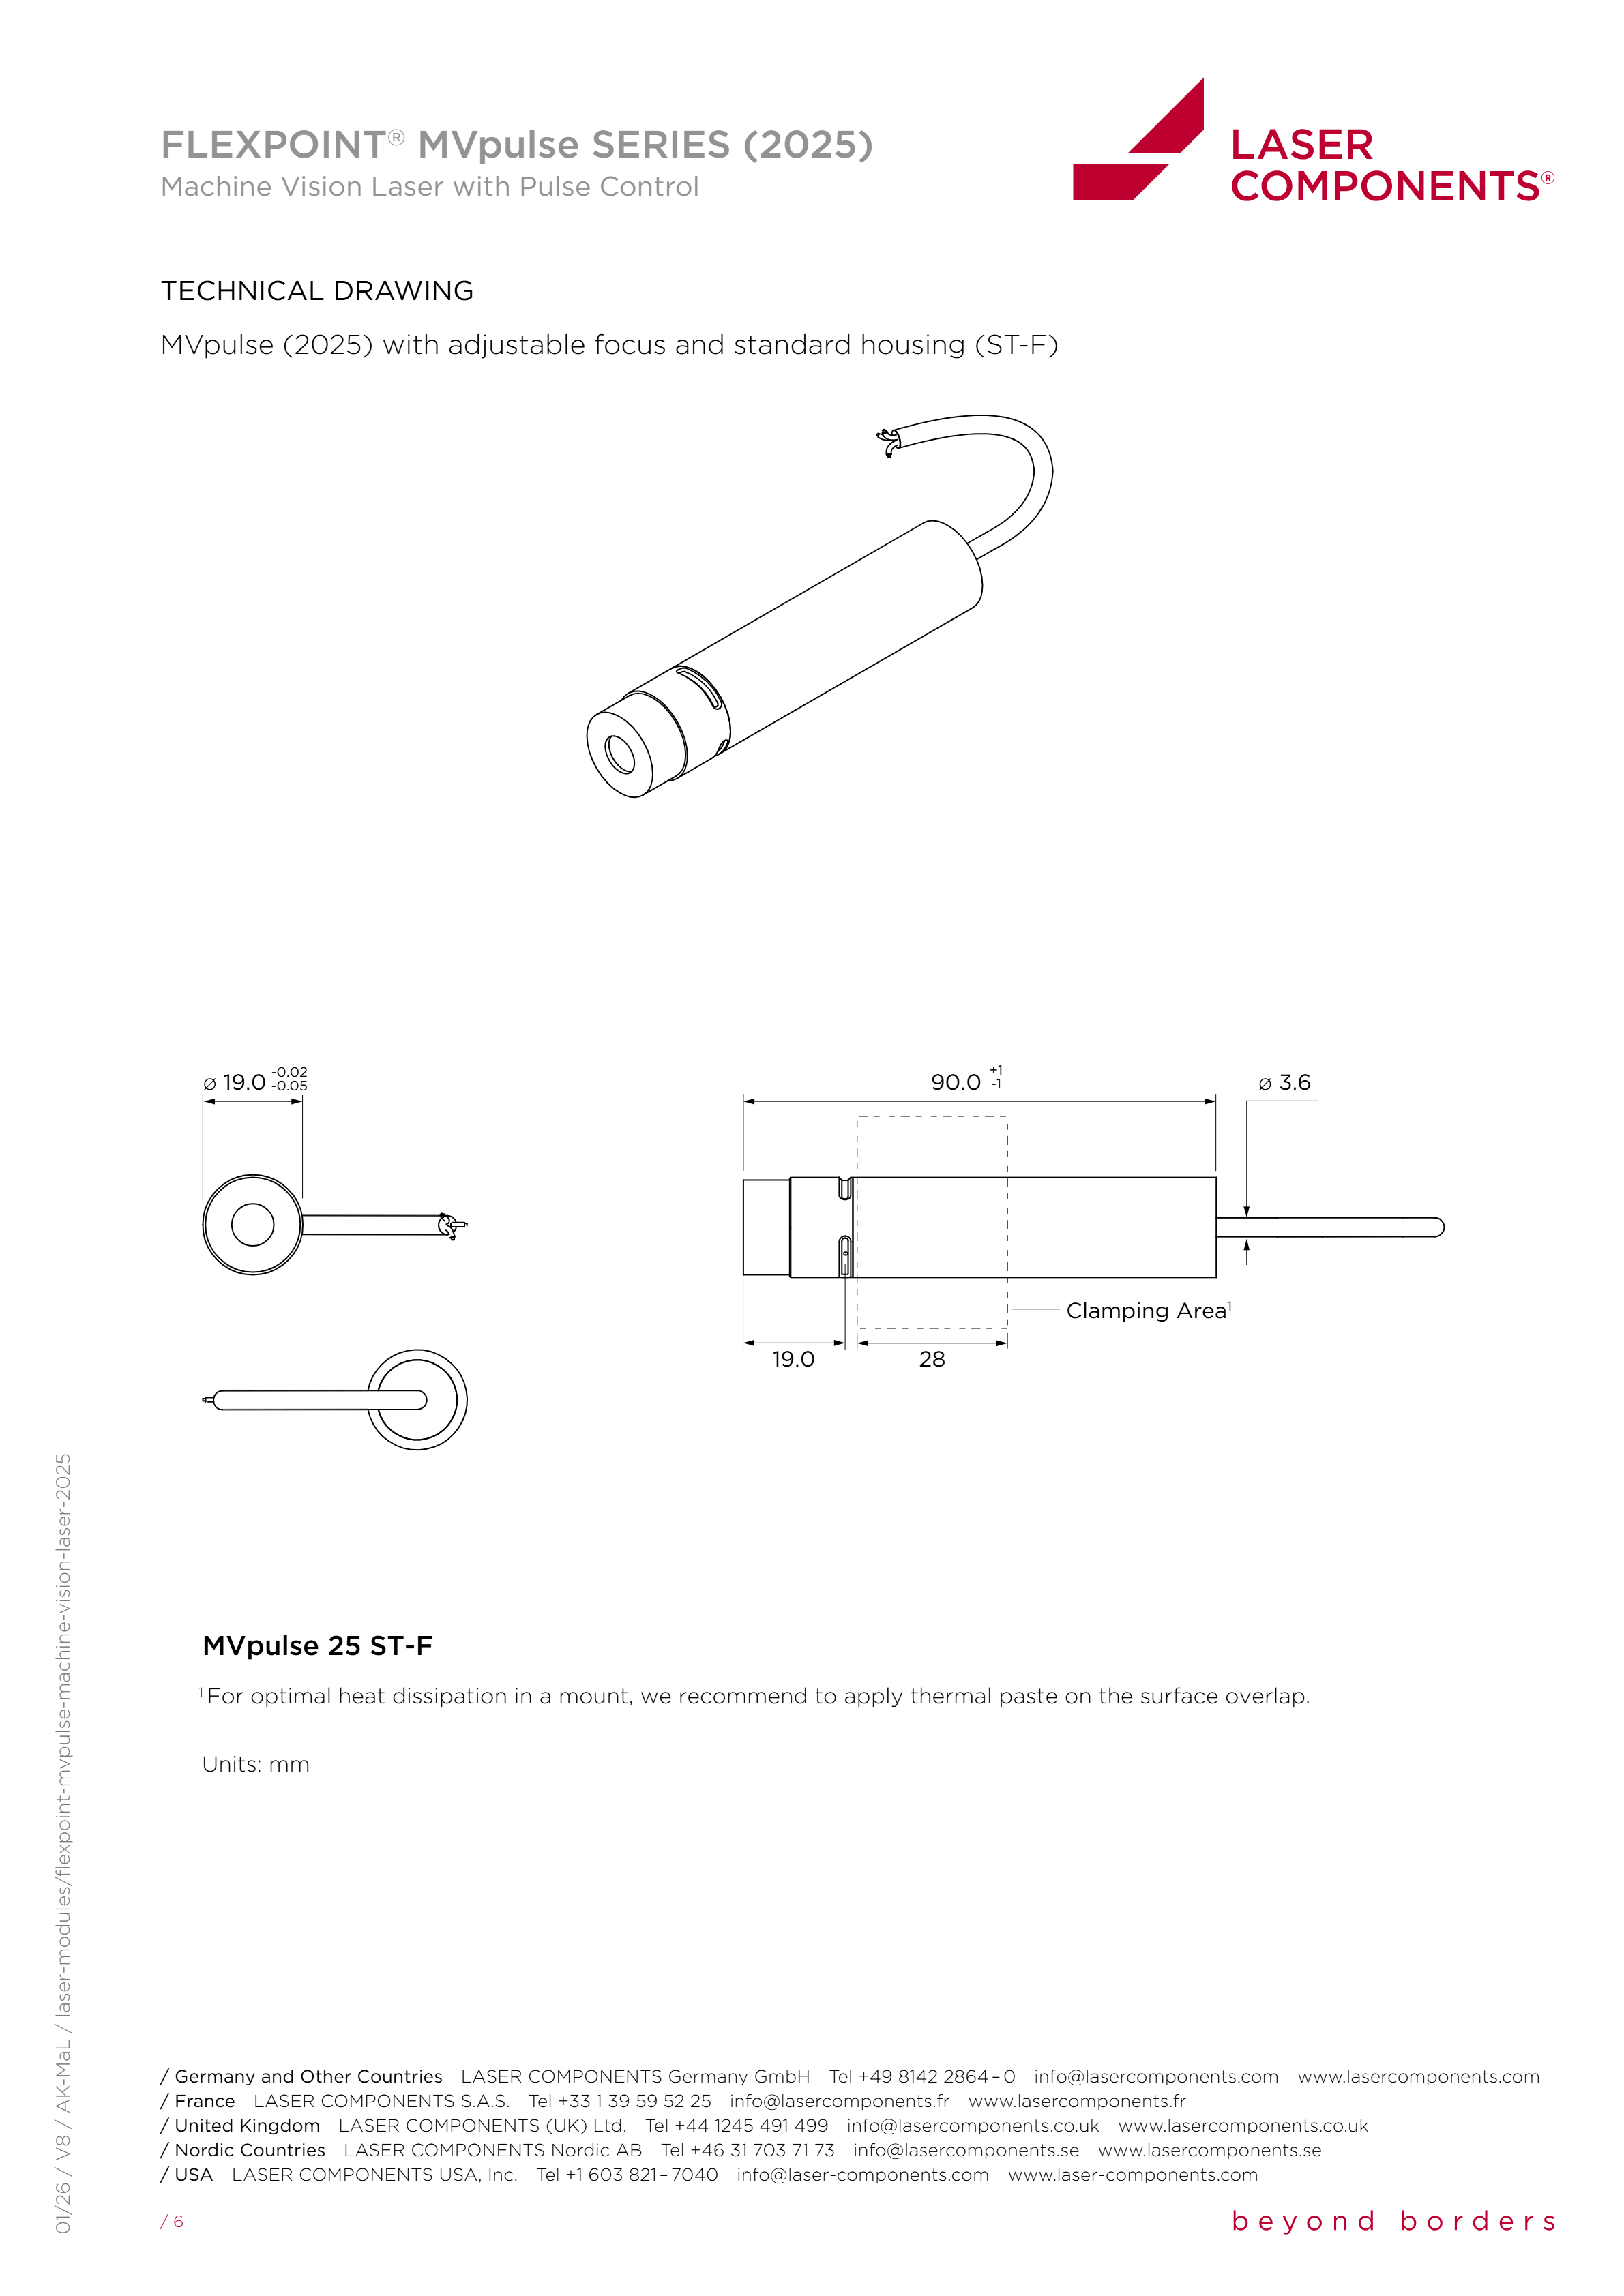 FLEXPOINT® MVpulse SERIES (2025)
Machine Vision Laser with Pulse Control
LASER
COMPONENTS®
TECHNICAL DRAWING
MVpulse (2025) with adjustable focus and standard housing (ST-F)
⌀ 19.0 -0.02 -0.05
90.0 +1 -1
⌀ 3.6
Clamping Area¹
19.0
28
MVpulse 25 ST-F
¹ For optimal heat dissipation in a mount, we recommend to apply thermal paste on the surface overlap.
Units: mm
01/26 / V8 / AK-MaL / laser-modules/flexpoint-mvpulse-machine-vision-laser-2025
/ Germany and Other Countries LASER COMPONENTS Germany GmbH Tel +49 8142 2864–0 info@lasercomponents.com www.lasercomponents.com
/ France LASER COMPONENTS S.A.S. Tel +33 1 39 59 52 25 info@lasercomponents.fr www.lasercomponents.fr
/ United Kingdom LASER COMPONENTS (UK) Ltd. Tel +44 1245 491 499 info@lasercomponents.co.uk www.lasercomponents.co.uk
/ Nordic Countries LASER COMPONENTS Nordic AB Tel +46 31 703 71 73 info@lasercomponents.se www.lasercomponents.se
/ USA LASER COMPONENTS USA, Inc. Tel +1 603 821–7040 info@laser-components.com www.laser-components.com
/ 6
beyond borders